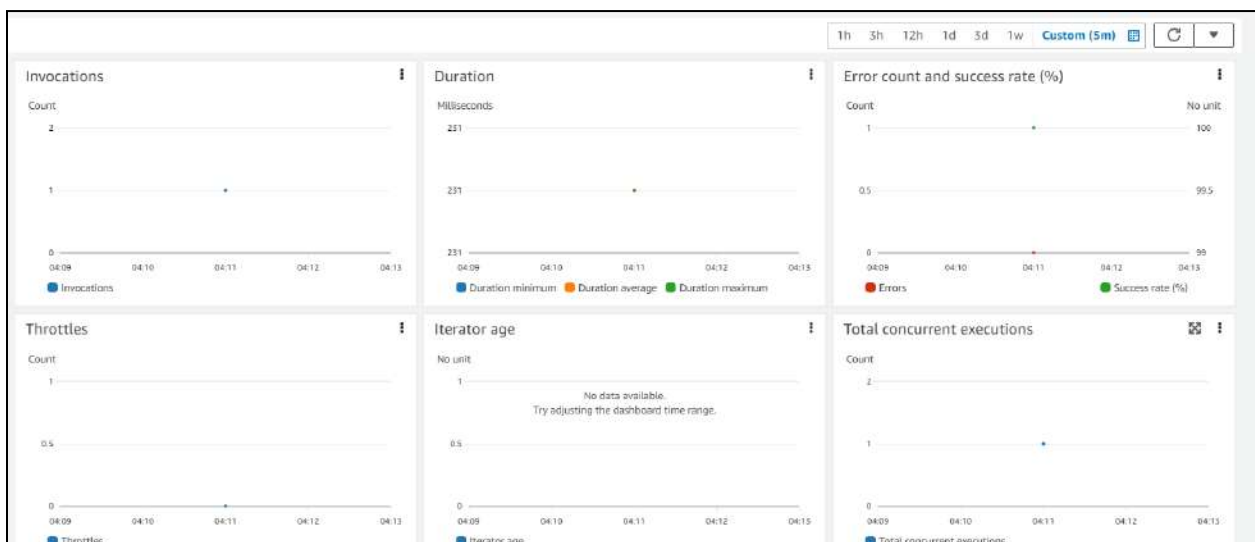 1h 3h 12h 1d 3d 1w Custom (5m)
Invocations
Count
2
1
0
04:09 04:10 04:11 04:12 04:13
Invocations
Duration
Milliseconds
231
231
231
04:09 04:10 04:11 04:12 04:13
Duration minimum Duration average Duration maximum
Error count and success rate (%)
Count No unit
1 100
0.5 99.5
0 99
04:09 04:10 04:11 04:12 04:13
Errors Success rate (%)
Throttles
Count
1
0.5
0
04:09 04:10 04:11 04:12 04:13
Throttles
Iterator age
No unit
1
No data available.
Try adjusting the dashboard time range.
0.5
0
04:09 04:10 04:11 04:12 04:13
Iterator age
Total concurrent executions
Count
2
1
0
04:09 04:10 04:11 04:12 04:13
Total concurrent executions